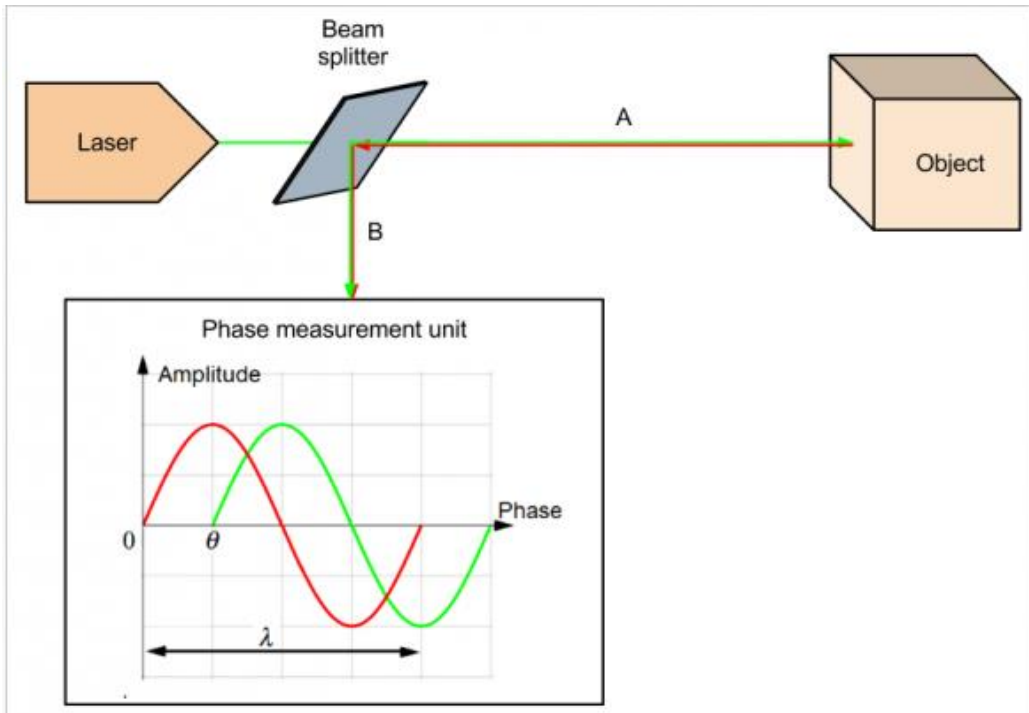 Beam
splitter
Laser
A
Object
B
Phase measurement unit
Amplitude
Phase
0
θ
λ